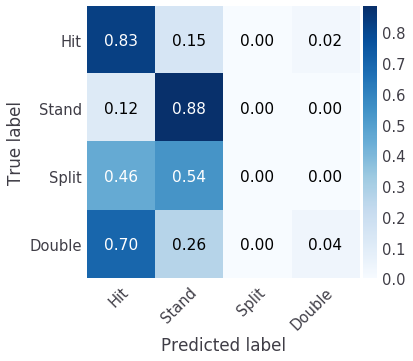 Hit 0.83 0.15 0.00 0.02
Stand 0.12 0.88 0.00 0.00
Split 0.46 0.54 0.00 0.00
Double 0.70 0.26 0.00 0.04
Hit Stand Split Double
Predicted label
True label
0.8
0.7
0.6
0.5
0.4
0.3
0.2
0.1
0.0